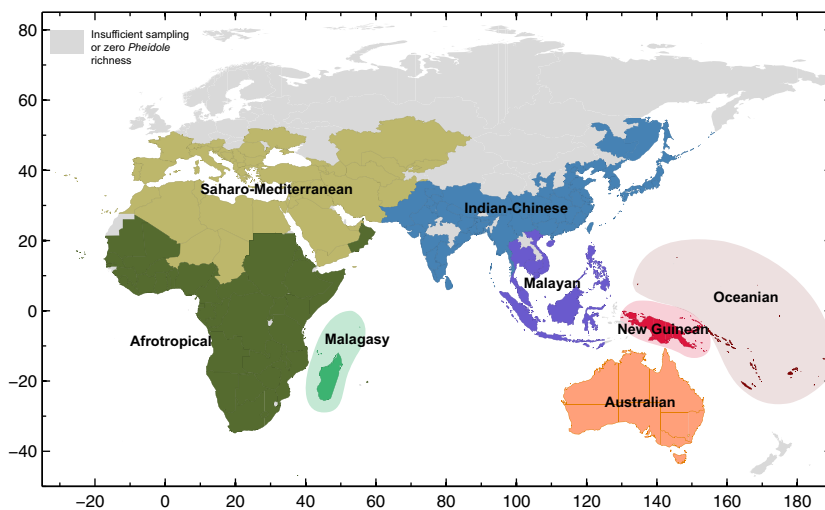 80
60
40
20
0
−20
−40
Insufficient sampling
or zero Pheidole
richness
Saharo-Mediterranean
Indian-Chinese
Malayan
Oceanian
New Guinean
Afrotropical
Malagasy
Australian
−20 0 20 40 60 80 100 120 140 160 180